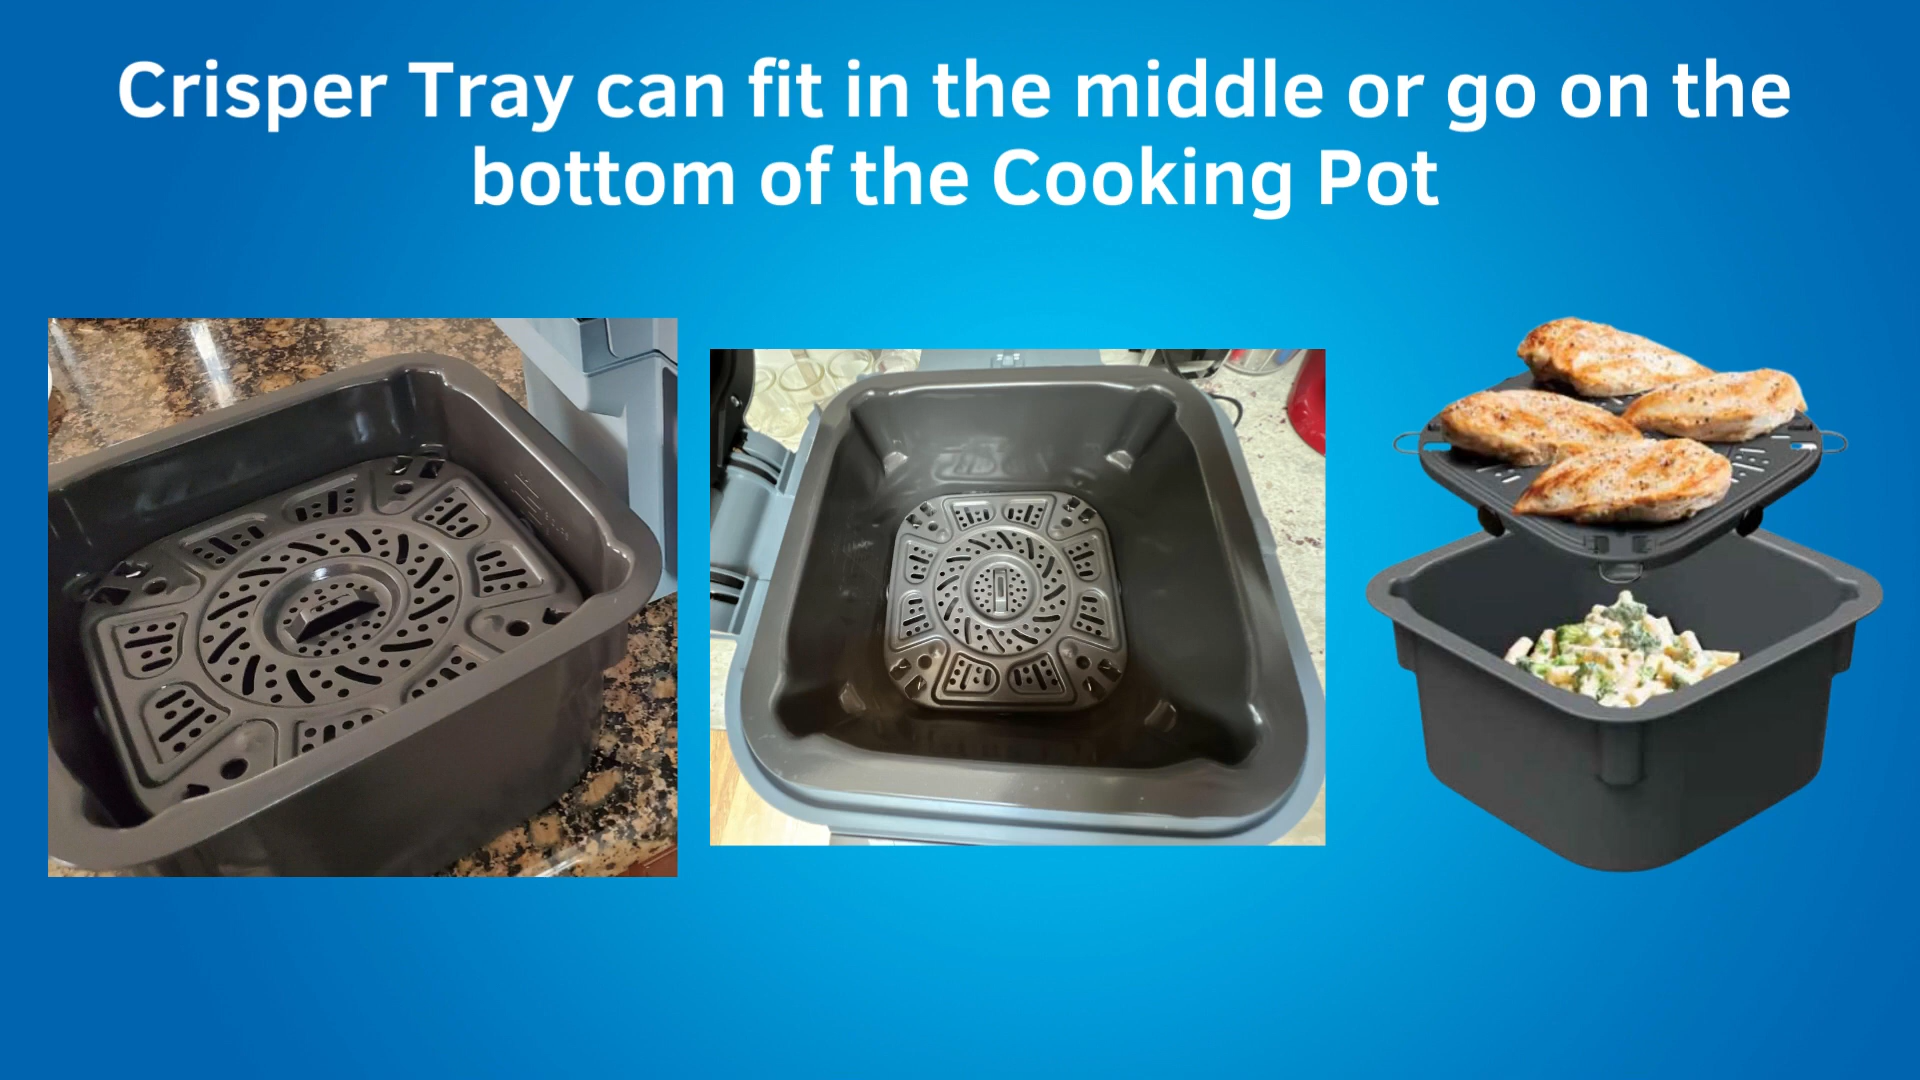 Crisper Tray can fit in the middle or go on the
bottom of the Cooking Pot